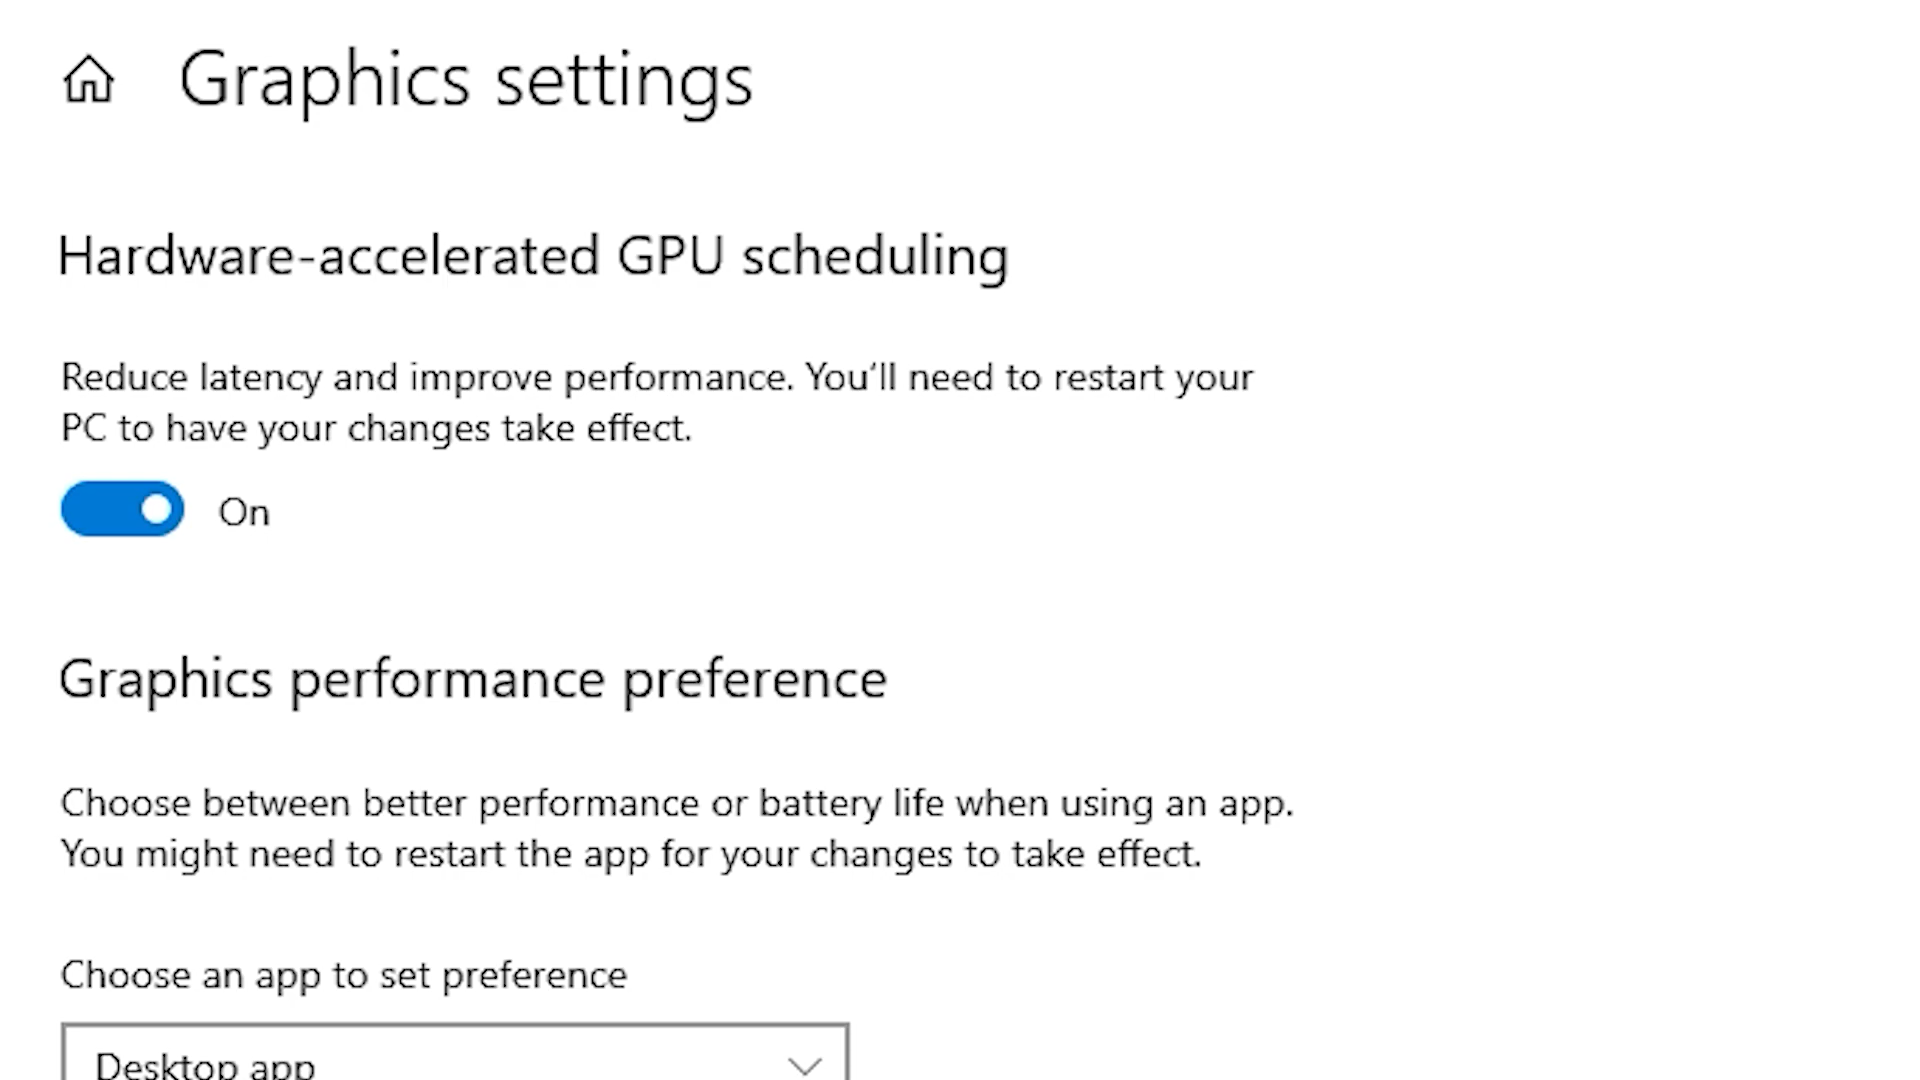 Graphics settings
Hardware-accelerated GPU scheduling
Reduce latency and improve performance. You'll need to restart your
PC to have your changes take effect.
On
Graphics performance preference
Choose between better performance or battery life when using an app.
You might need to restart the app for your changes to take effect.
Choose an app to set preference
Desktop app